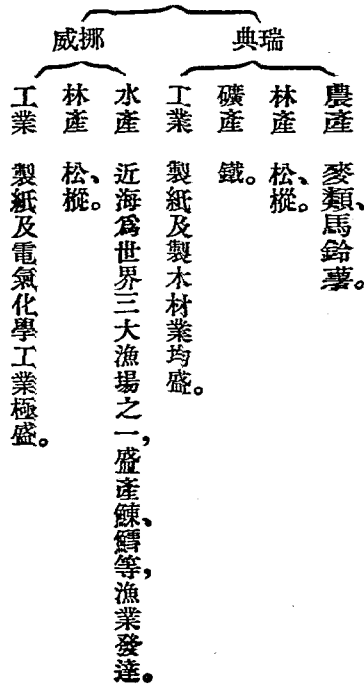 瑞典
農產 麥類、馬鈴薯。
林產 松、樅。
礦產 鐵。
工業 製紙及製木材業均盛。
挪威
水產 近海爲世界三大漁場之一，盛產鰊、鱈等，漁業發達。
林產 松、樅。
工業 製紙及電氣化學工業極盛。